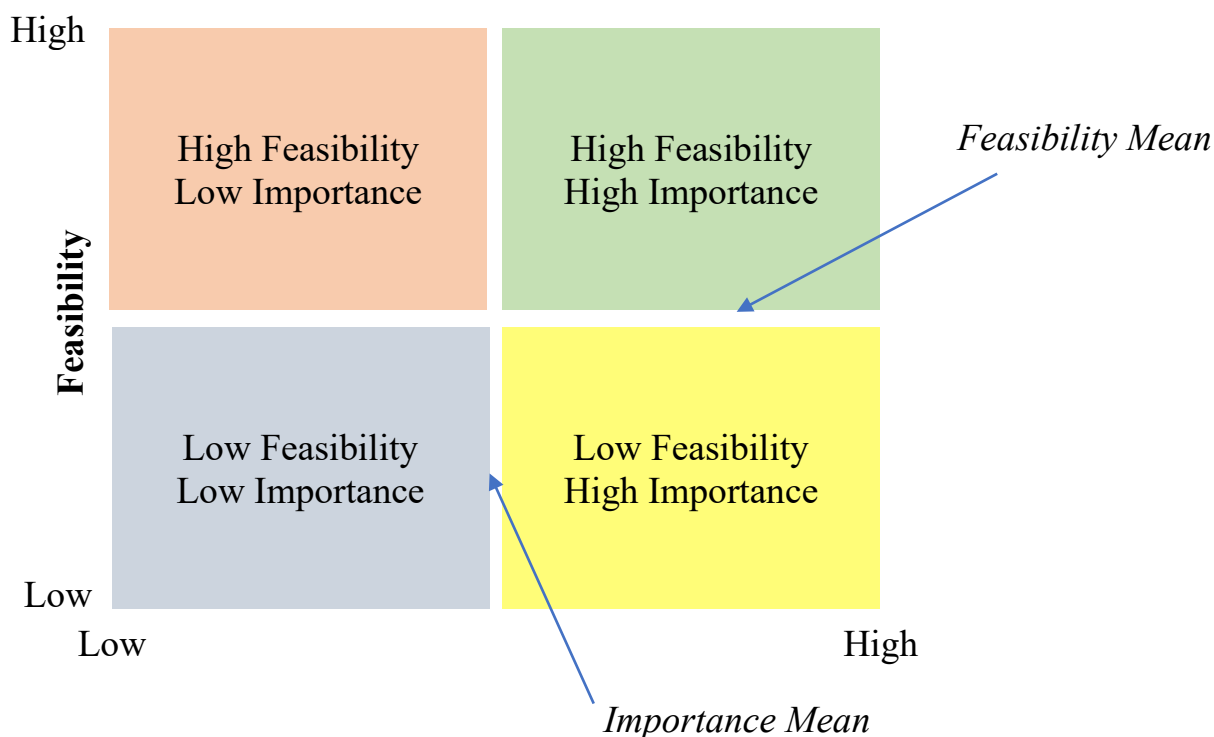 High
High Feasibility
Low Importance
High Feasibility
High Importance
Feasibility Mean
Feasibility
Low Feasibility
Low Importance
Low Feasibility
High Importance
Low
Low
High
Importance Mean